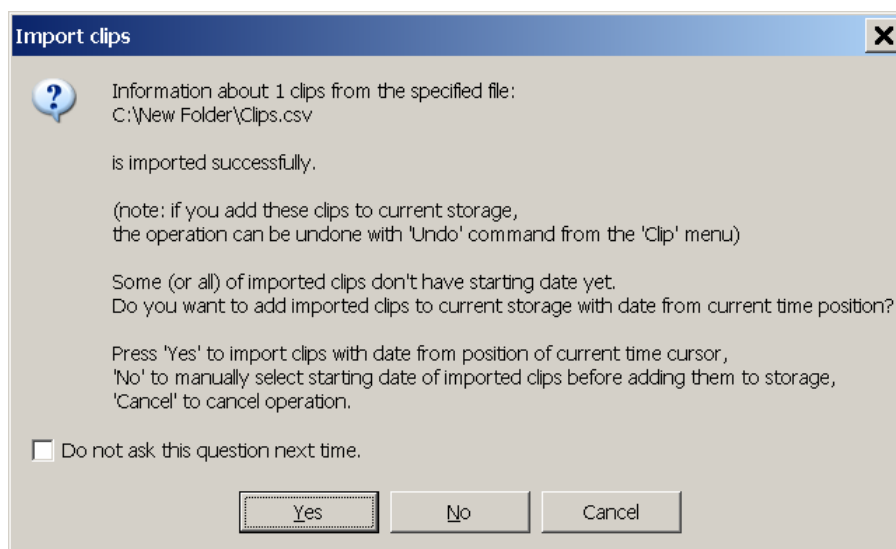 Import clips
Information about 1 clips from the specified file:
C:\New Folder\Clips.csv
is imported successfully.
(note: if you add these clips to current storage,
the operation can be undone with 'Undo' command from the 'Clip' menu)
Some (or all) of imported clips don't have starting date yet.
Do you want to add imported clips to current storage with date from current time position?
Press 'Yes' to import clips with date from position of current time cursor,
'No' to manually select starting date of imported clips before adding them to storage,
'Cancel' to cancel operation.
Do not ask this question next time.
Yes No Cancel